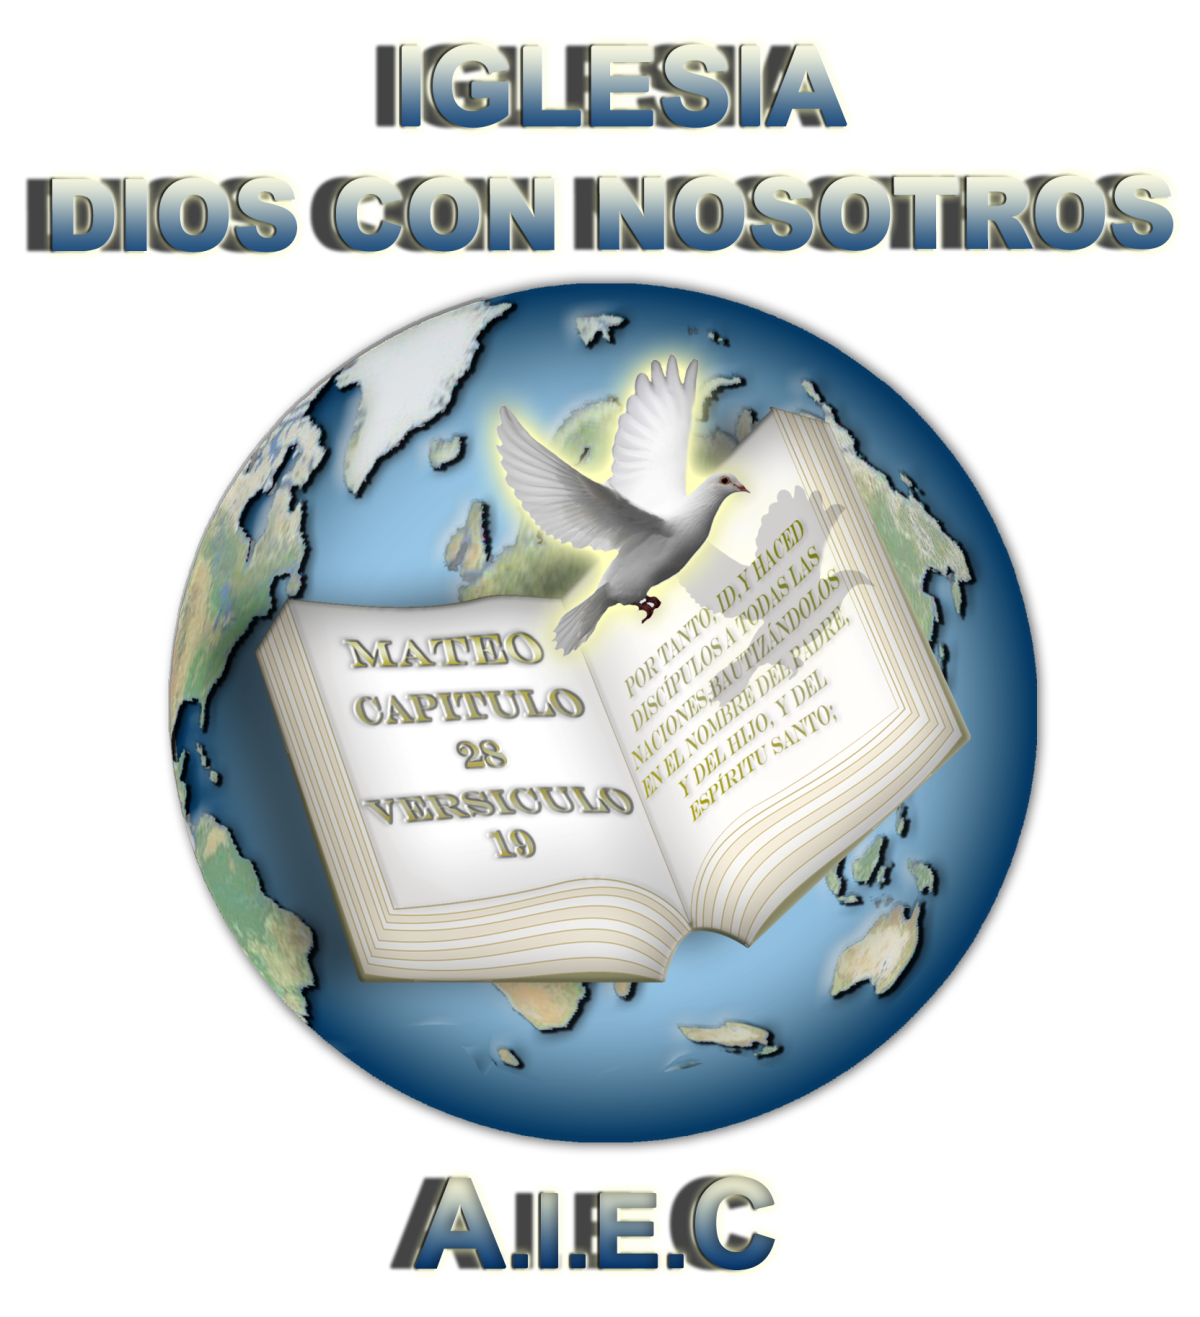 IGLESIA
DIOS CON NOSOTROS
MATEO
CAPITULO
28
VERSICULO
19
POR TANTO, ID,Y HACED
DISCÍPULOS A TODAS LAS
NACIONES,BAUTIZÁNDOLOS
EN EL NOMBRE DEL PADRE,
Y DEL HIJO, Y DEL
ESPÍRITU SANTO;
A.I.E.C